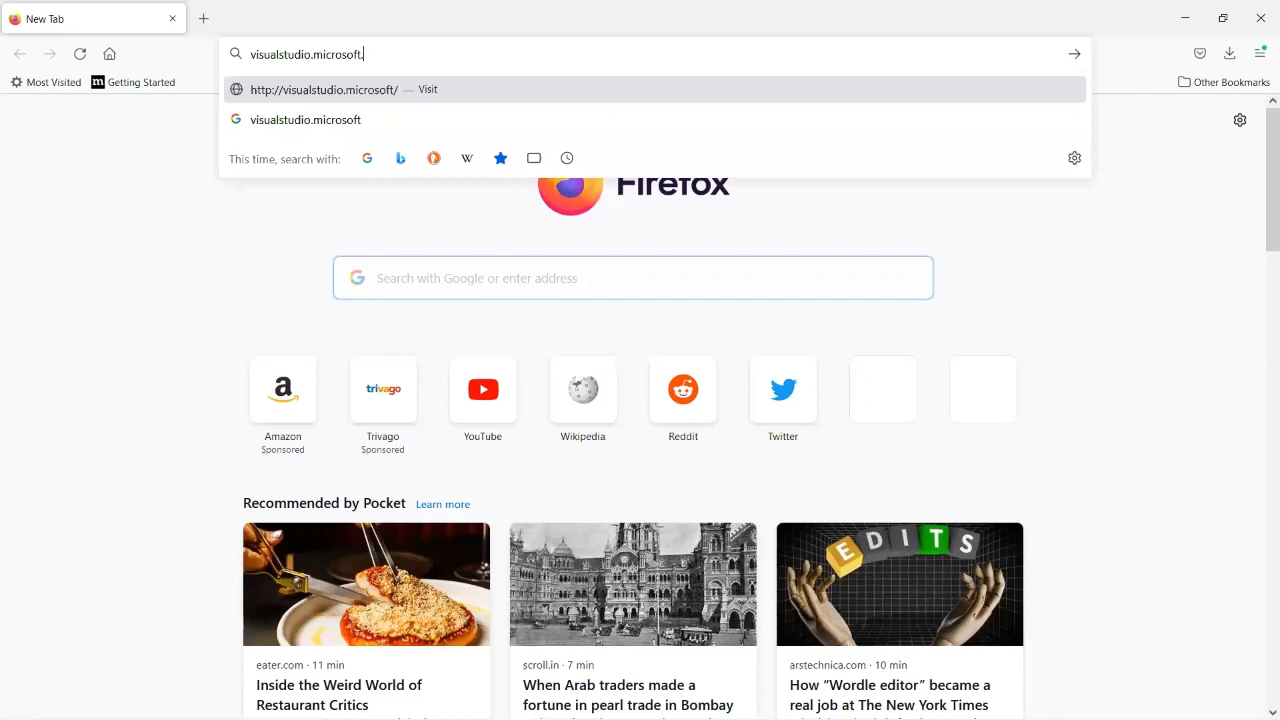 New Tab
visualstudio.microsoft.
http://visualstudio.microsoft/ — Visit
visualstudio.microsoft
This time, search with:
W
Most Visited
m Getting Started
Other Bookmarks
Firefox
Search with Google or enter address
a
trivago
Amazon
Sponsored
Trivago
Sponsored
YouTube
Wikipedia
Reddit
Twitter
Recommended by Pocket Learn more
EDITS
eater.com · 11 min
Inside the Weird World of
Restaurant Critics
scroll.in · 7 min
When Arab traders made a
fortune in pearl trade in Bombay
arstechnica.com · 10 min
How “Wordle editor” became a
real job at The New York Times